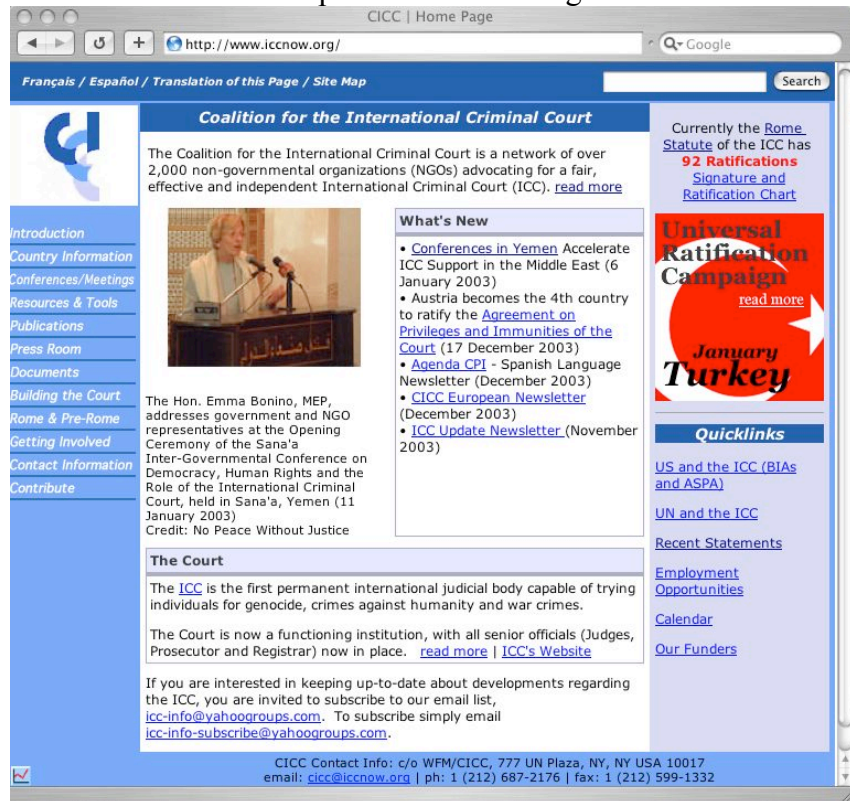 CICC | Home Page
http://www.iccnow.org/
Google
Français / Español / Translation of this Page / Site Map
Search
Introduction
Country Information
Conferences/Meetings
Resources & Tools
Publications
Press Room
Documents
Building the Court
Rome & Pre-Rome
Getting Involved
Contact Information
Contribute
Coalition for the International Criminal Court
The Coalition for the International Criminal Court is a network of over
2,000 non-governmental organizations (NGOs) advocating for a fair,
effective and independent International Criminal Court (ICC). read more
The Hon. Emma Bonino, MEP,
addresses government and NGO
representatives at the Opening
Ceremony of the Sana'a
Inter-Governmental Conference on
Democracy, Human Rights and the
Role of the International Criminal
Court, held in Sana'a, Yemen (11
January 2003)
Credit: No Peace Without Justice
What's New
• Conferences in Yemen Accelerate
ICC Support in the Middle East (6
January 2003)
• Austria becomes the 4th country
to ratify the Agreement on
Privileges and Immunities of the
Court (17 December 2003)
• Agenda CPI - Spanish Language
Newsletter (December 2003)
• CICC European Newsletter
(December 2003)
• ICC Update Newsletter (November
2003)
The Court
The ICC is the first permanent international judicial body capable of trying
individuals for genocide, crimes against humanity and war crimes.
The Court is now a functioning institution, with all senior officials (Judges,
Prosecutor and Registrar) now in place. read more | ICC's Website
If you are interested in keeping up-to-date about developments regarding
the ICC, you are invited to subscribe to our email list,
icc-info@yahoogroups.com. To subscribe simply email
icc-info-subscribe@yahoogroups.com.
Currently the Rome
Statute of the ICC has
92 Ratifications
Signature and
Ratification Chart
Universal
Ratification
Campaign
read more
January
Turkey
Quicklinks
US and the ICC (BIAs
and ASPA)
UN and the ICC
Recent Statements
Employment
Opportunities
Calendar
Our Funders
CICC Contact Info: c/o WFM/CICC, 777 UN Plaza, NY, NY USA 10017
email: cicc@iccnow.org | ph: 1 (212) 687-2176 | fax: 1 (212) 599-1332